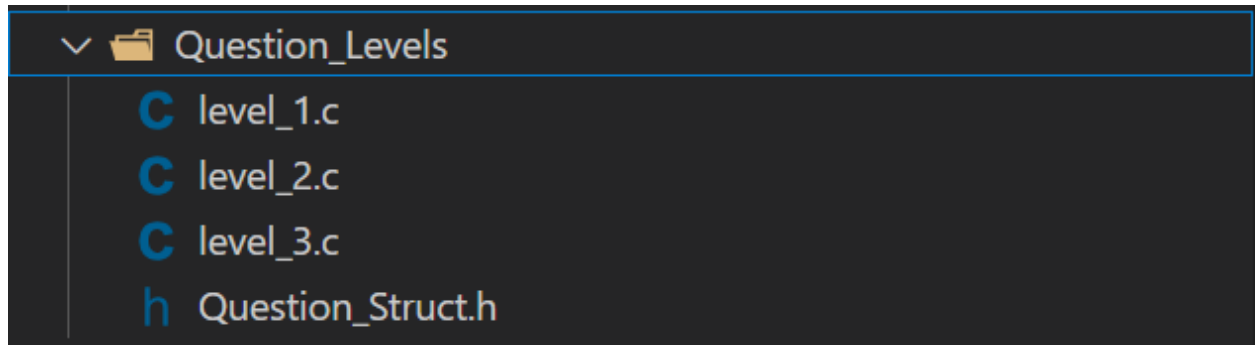 Question_Levels
C level_1.c
C level_2.c
C level_3.c
h Question_Struct.h